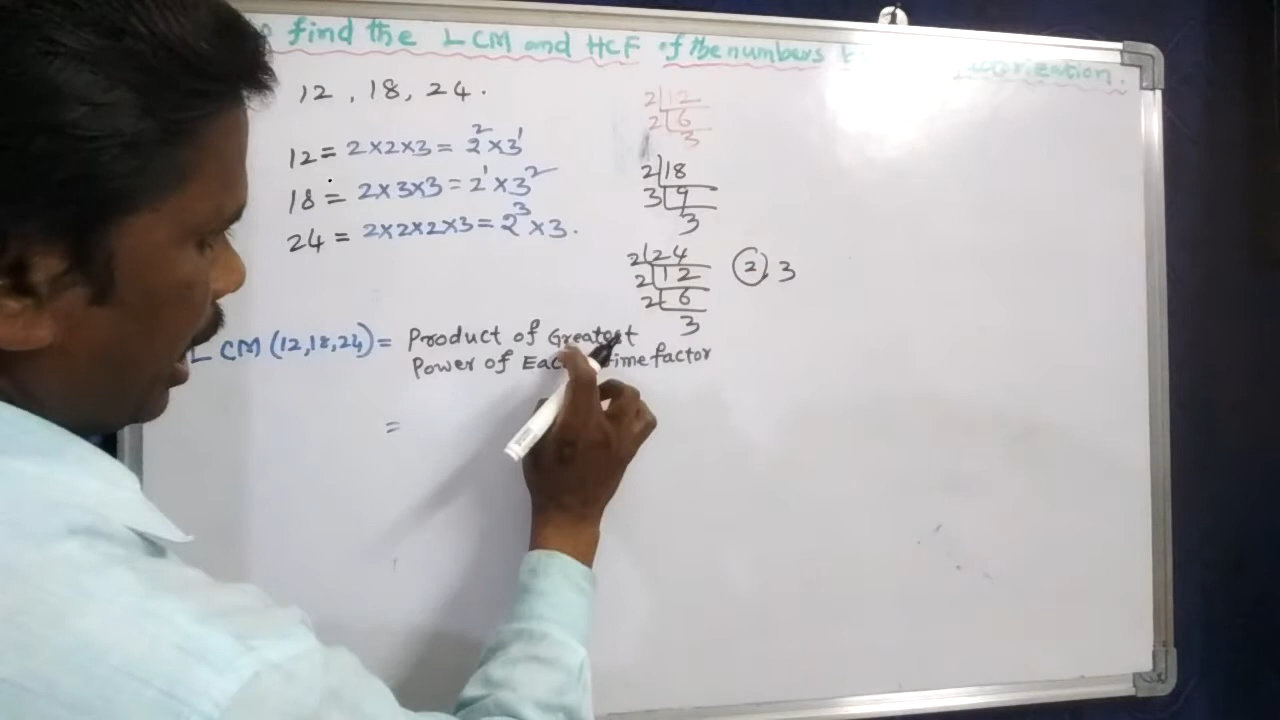 find the LCM and HCF of the numbers
12, 18, 24.
12 = 2×2×3 = 2² × 3¹
18 = 2×3×3 = 2¹ × 3²
24 = 2×2×2×3 = 2³ × 3.
2|12
2|6
3
2|18
3|9
3
2|24
2|12
2|6
3
2, 3
LCM (12,18,24) = Product of Greatest
Power of factor
=